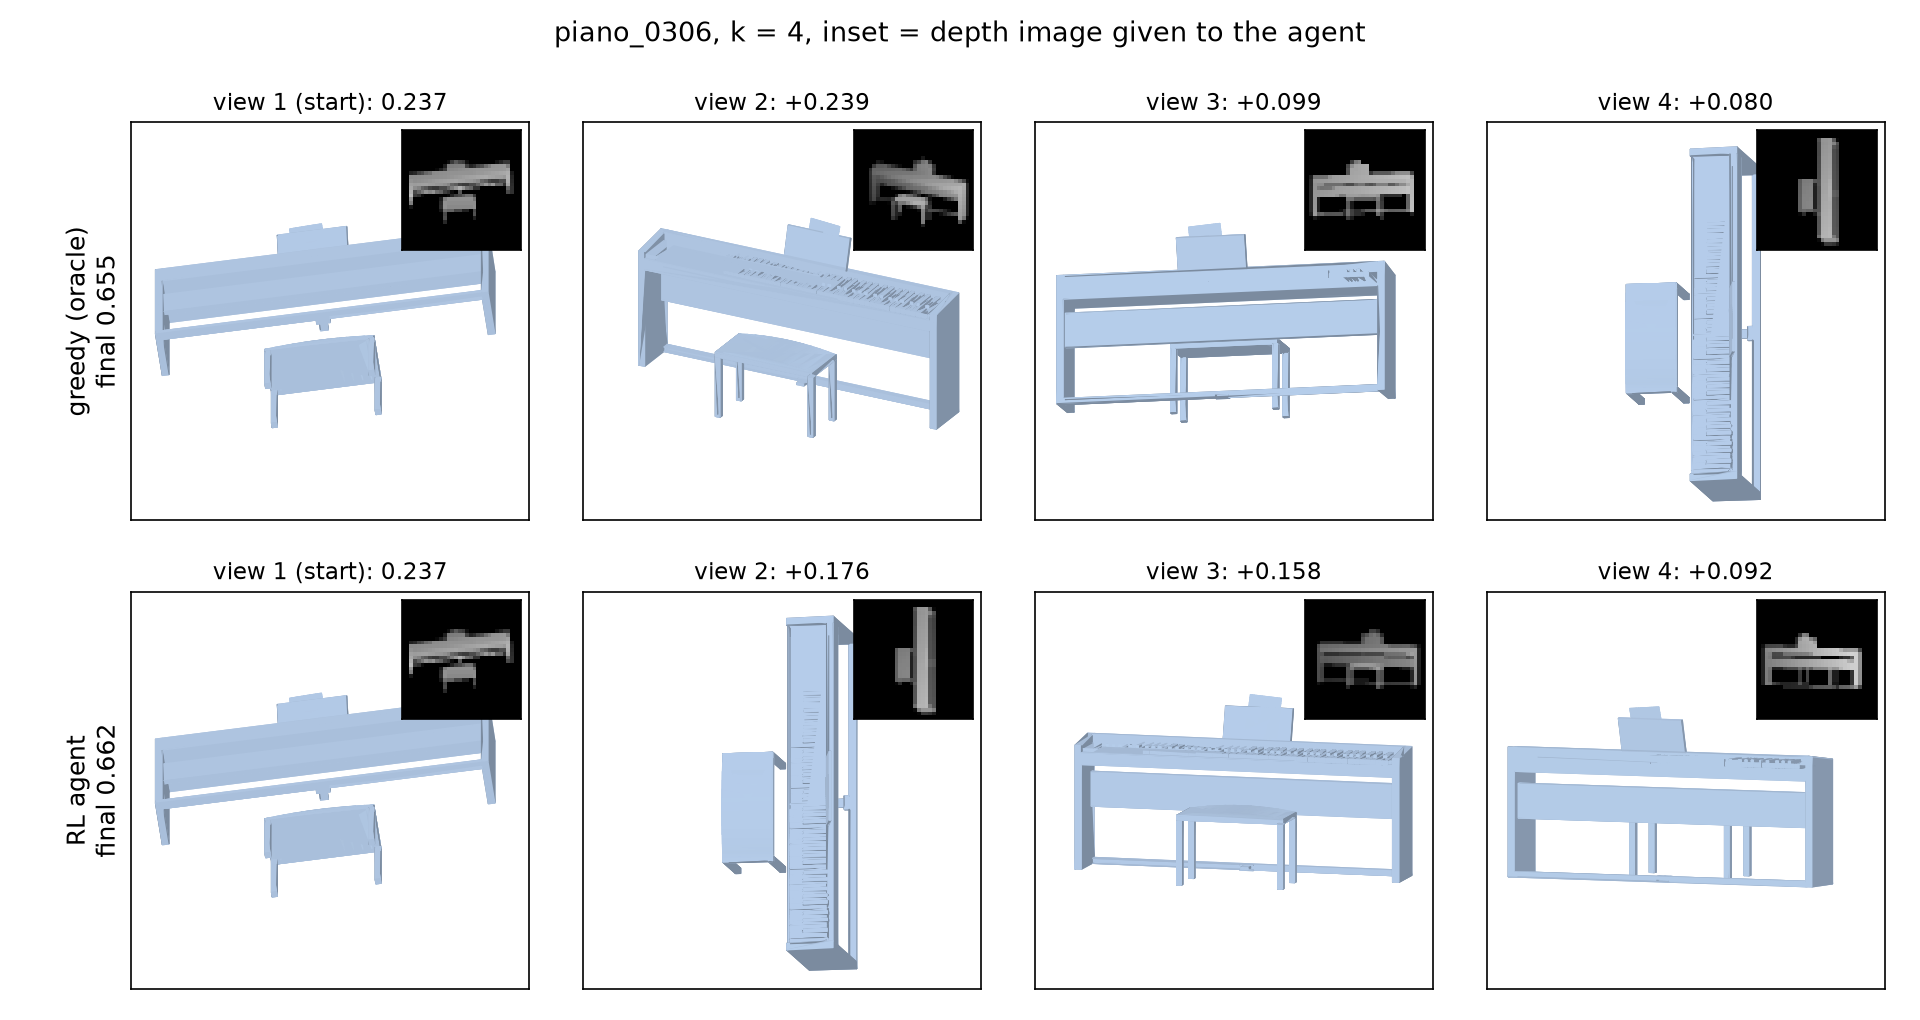 piano_0306, k = 4, inset = depth image given to the agent
view 1 (start): 0.237
view 2: +0.239
view 3: +0.099
view 4: +0.080
greedy (oracle)
final 0.655
view 1 (start): 0.237
view 2: +0.176
view 3: +0.158
view 4: +0.092
RL agent
final 0.662